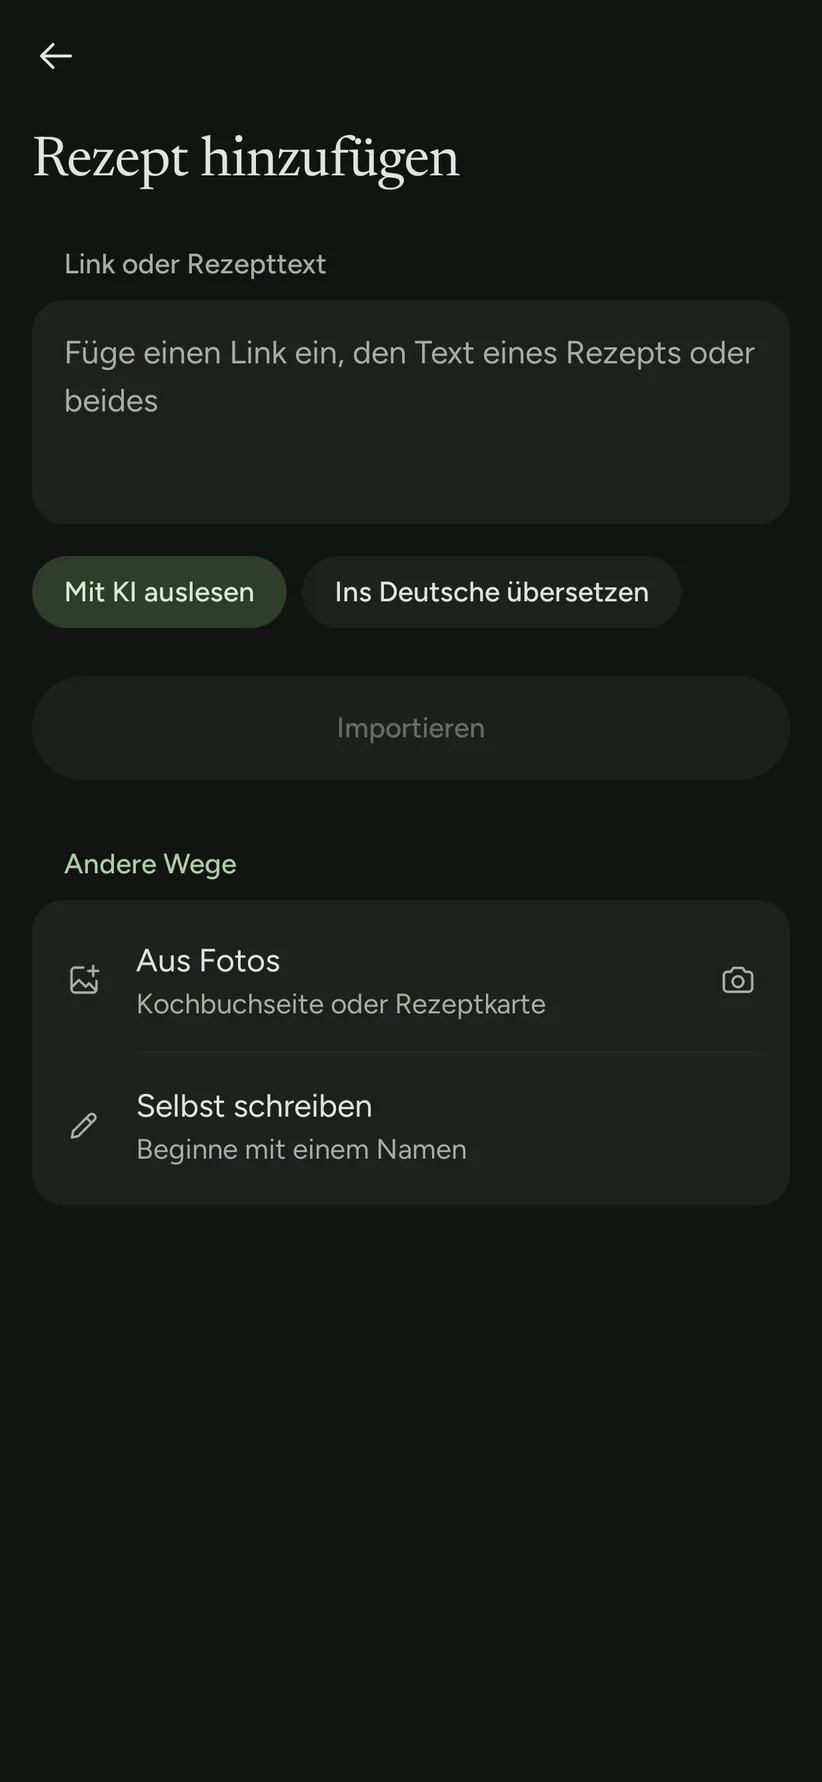 Rezept hinzufügen
Link oder Rezepttext
Füge einen Link ein, den Text eines Rezepts oder
beides
Mit KI auslesen
Ins Deutsche übersetzen
Importieren
Andere Wege
Aus Fotos
Kochbuchseite oder Rezeptkarte
Selbst schreiben
Beginne mit einem Namen